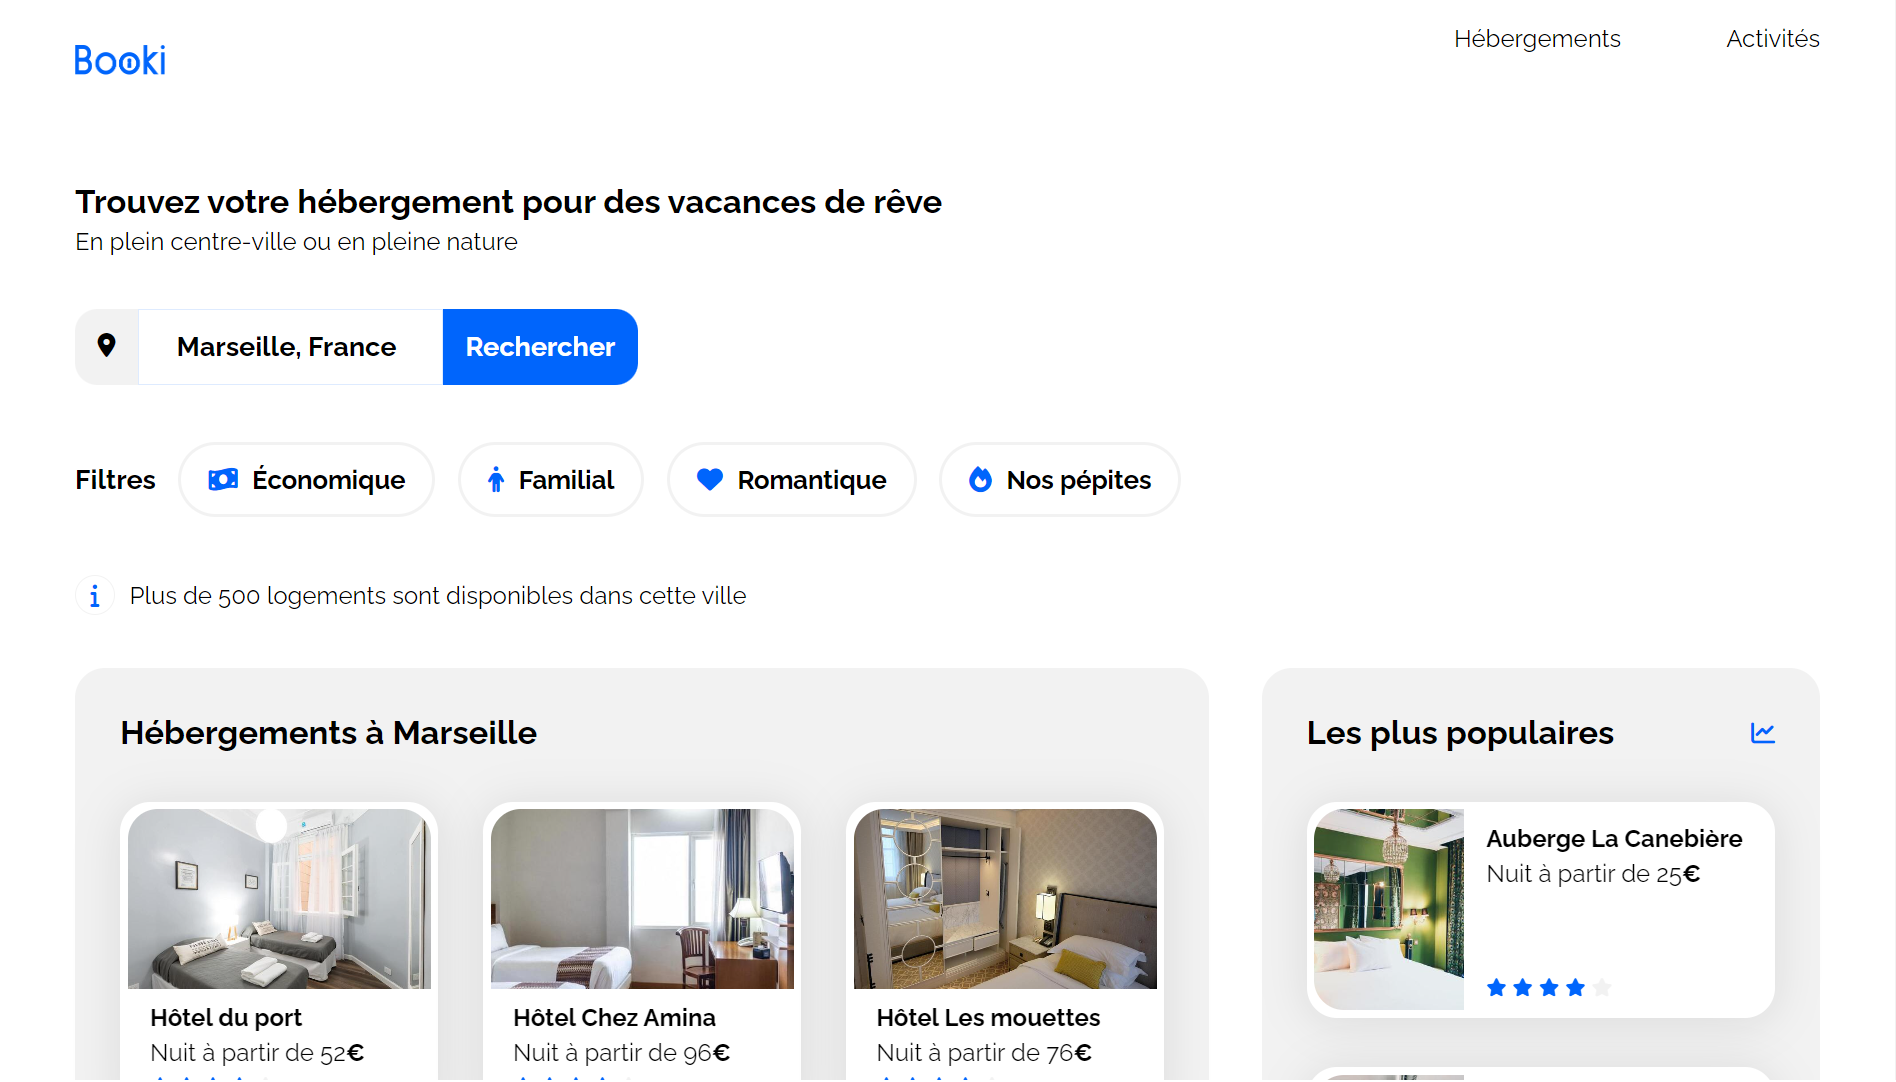 Booki
Hébergements
Activités
Trouvez votre hébergement pour des vacances de rêve
En plein centre-ville ou en pleine nature
Marseille, France
Rechercher
Filtres
Économique
Familial
Romantique
Nos pépites
Plus de 500 logements sont disponibles dans cette ville
Hébergements à Marseille
Hôtel du port
Nuit à partir de 52€
Hôtel Chez Amina
Nuit à partir de 96€
Hôtel Les mouettes
Nuit à partir de 76€
Les plus populaires
Auberge La Canebière
Nuit à partir de 25€